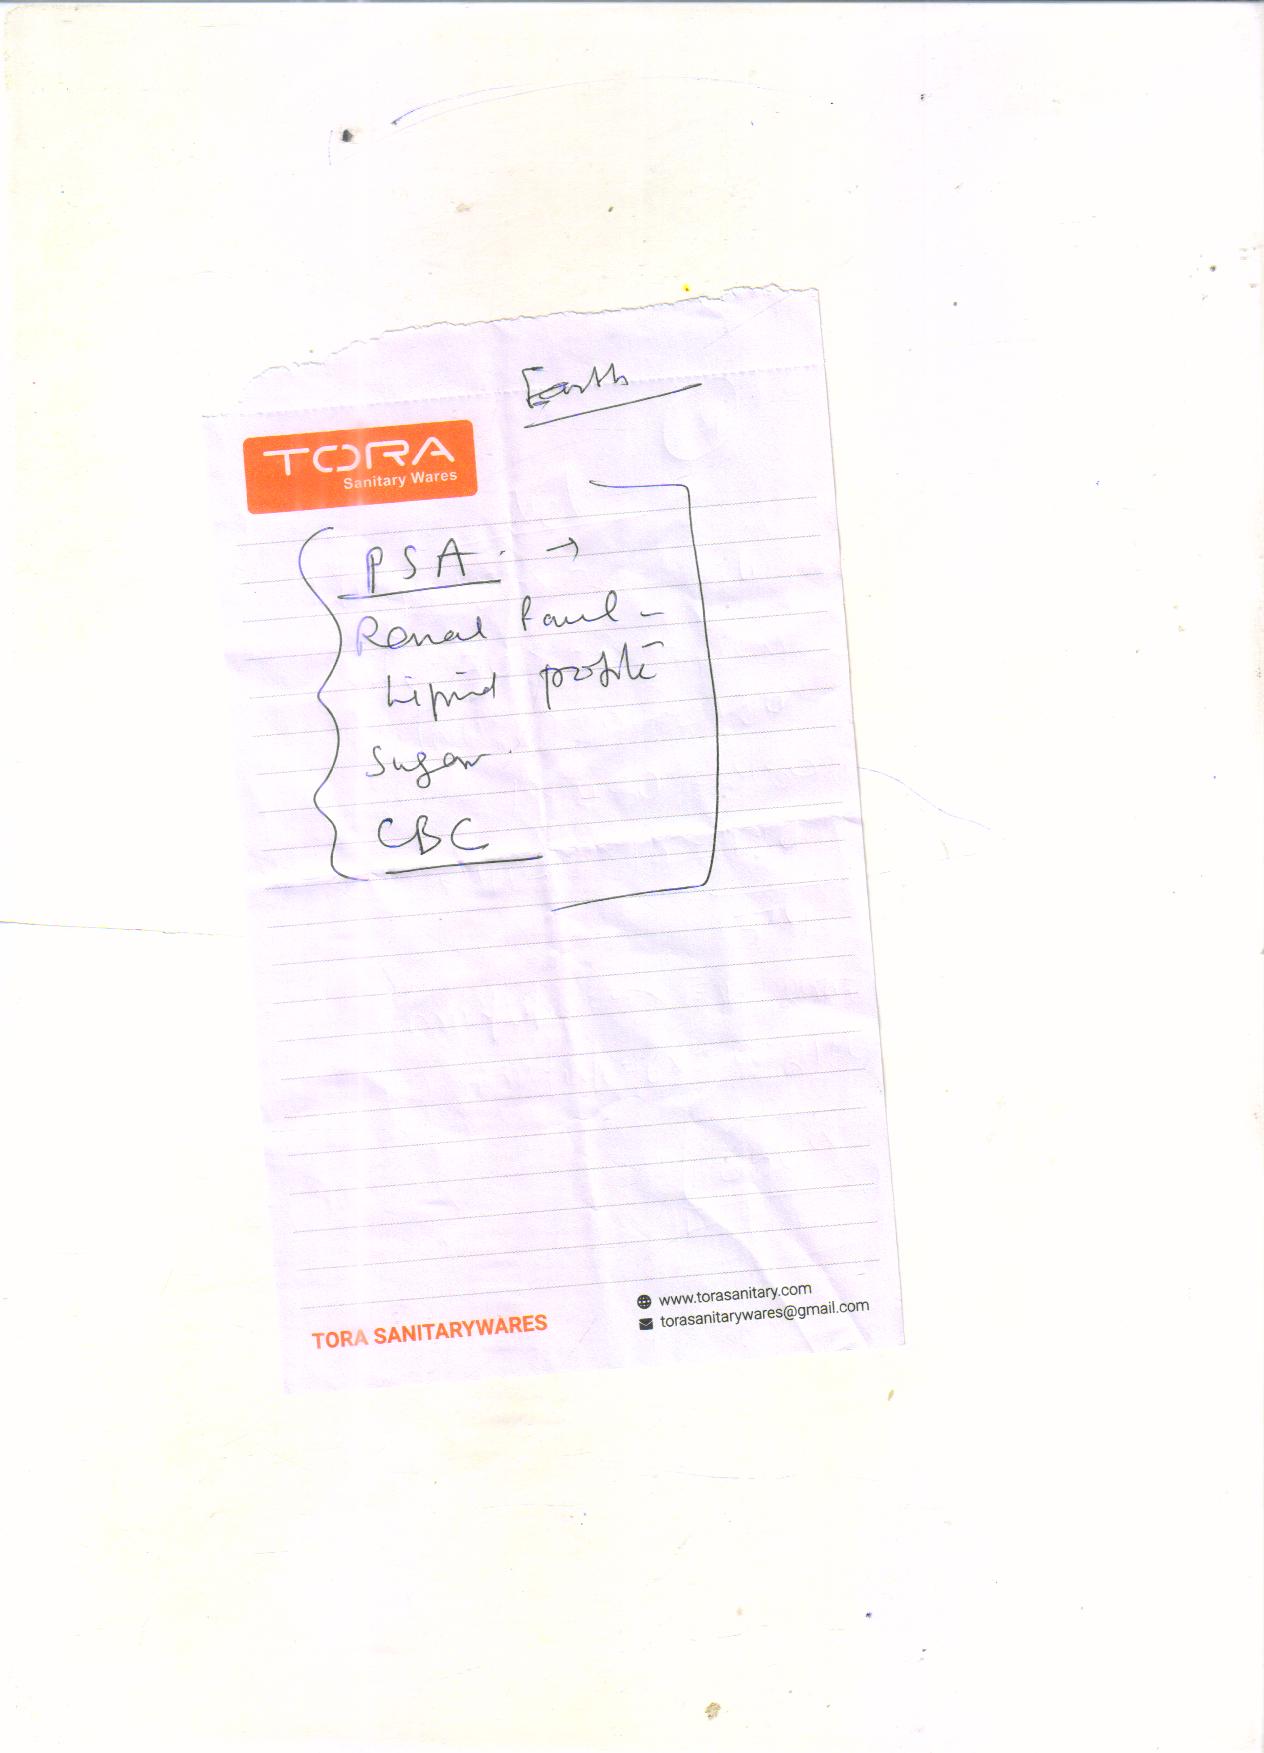 Earth
TORA
Sanitary Wares
PSA. →
Renal Panel -
Lipid profile
Sugar.
CBC
www.torasanitary.com
TORA SANITARYWARES
torasanitarywares@gmail.com